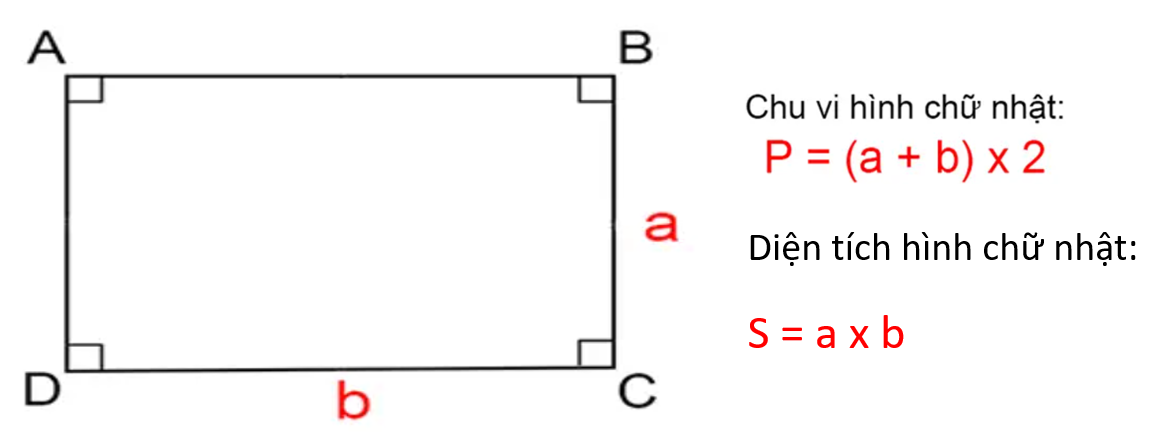 A
B
Chu vi hình chữ nhật:
P = (a + b) x 2
a
Diện tích hình chữ nhật:
S = a x b
D
b
C